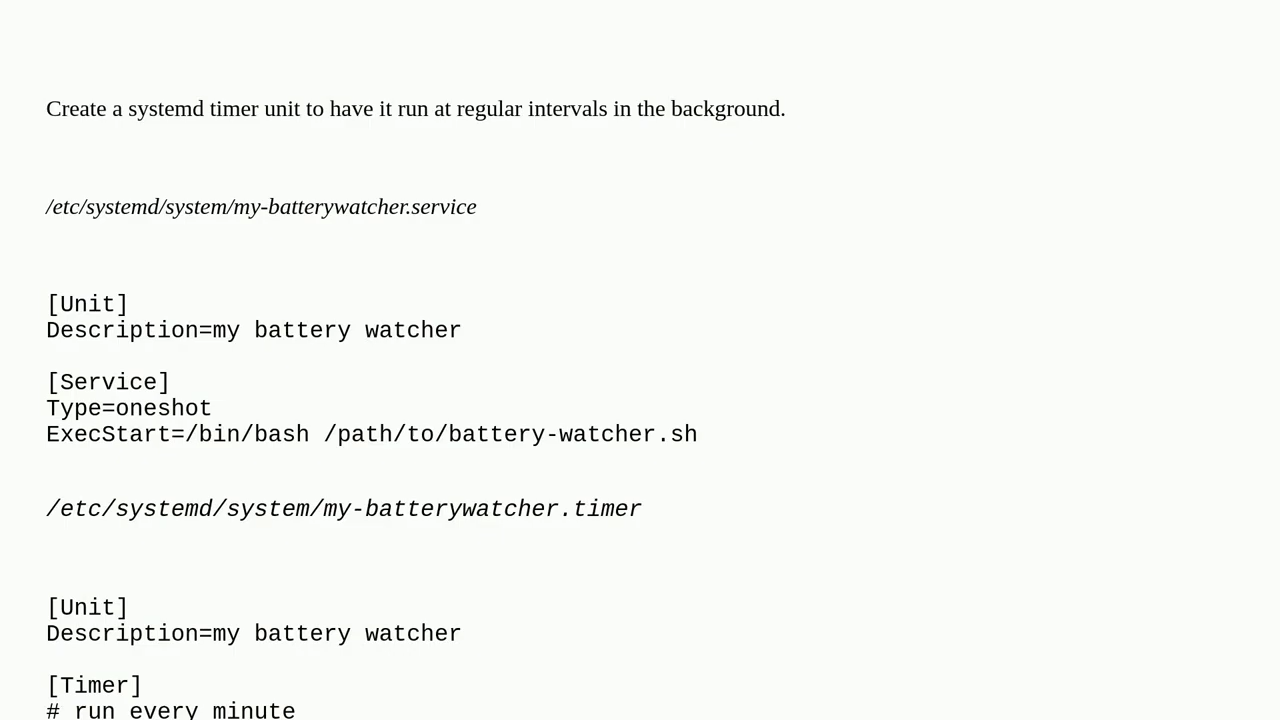 Create a systemd timer unit to have it run at regular intervals in the background.
/etc/systemd/system/my-batterywatcher.service
[Unit]
Description=my battery watcher
[Service]
Type=oneshot
ExecStart=/bin/bash /path/to/battery-watcher.sh
/etc/systemd/system/my-batterywatcher.timer
[Unit]
Description=my battery watcher
[Timer]
# run every minute